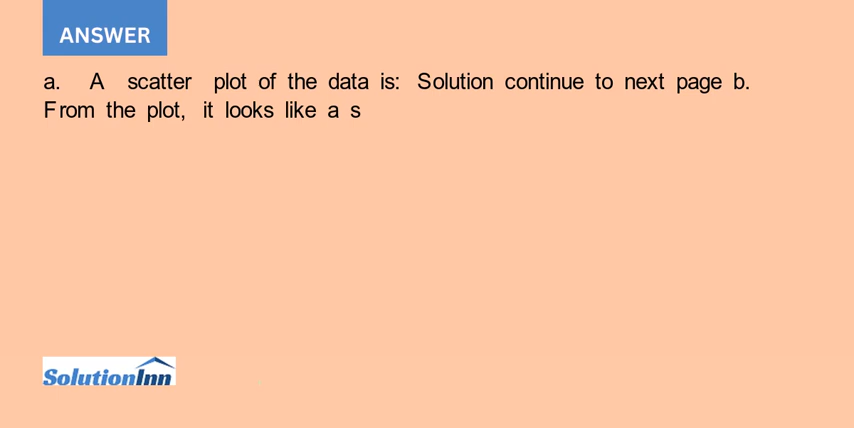 ANSWER
a. A scatter plot of the data is: Solution continue to next page b.
From the plot, it looks like a s
SolutionInn